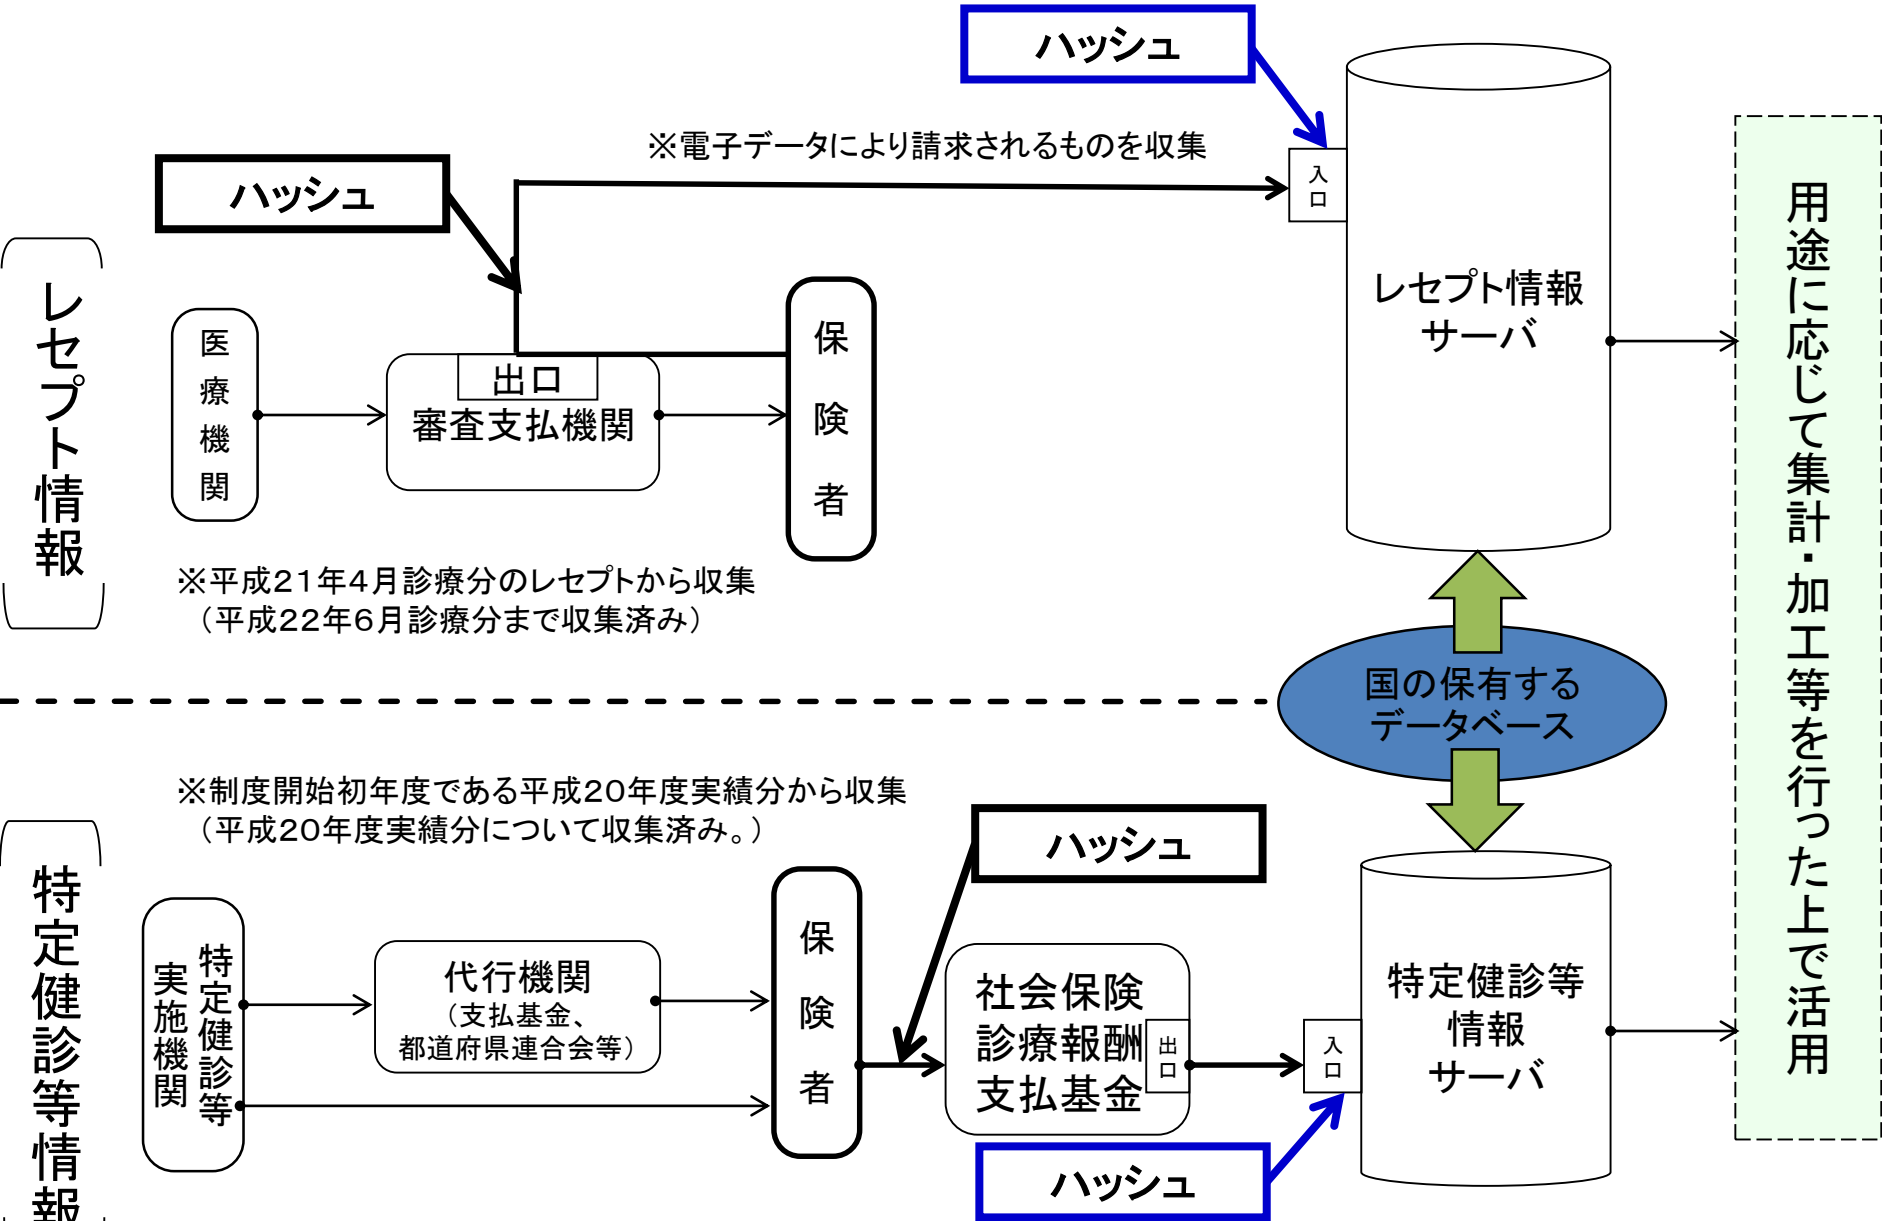 ハッシュ
※電子データにより請求されるものを収集
ハッシュ
入口
レセプト情報
医療機関
出口
審査支払機関
保険者
レセプト情報
サーバ
※平成21年4月診療分のレセプトから収集
(平成22年6月診療分まで収集済み)
国の保有する
データベース
用途に応じて集計・加工等を行った上で活用
※制度開始初年度である平成20年度実績分から収集
(平成20年度実績分について収集済み。)
ハッシュ
特定健診等情報
特定健診等
実施機関
代行機関
(支払基金、
都道府県連合会等)
保険者
社会保険
診療報酬
支払基金
出口
入口
特定健診等
情報
サーバ
ハッシュ